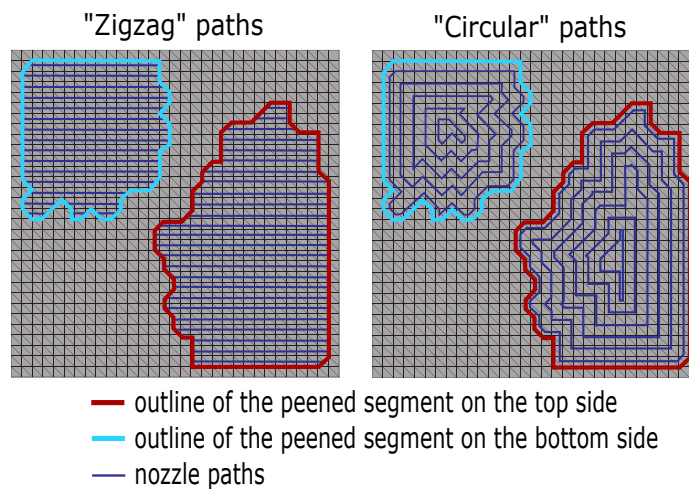 "Zigzag" paths
"Circular" paths
outline of the peened segment on the top side
outline of the peened segment on the bottom side
nozzle paths